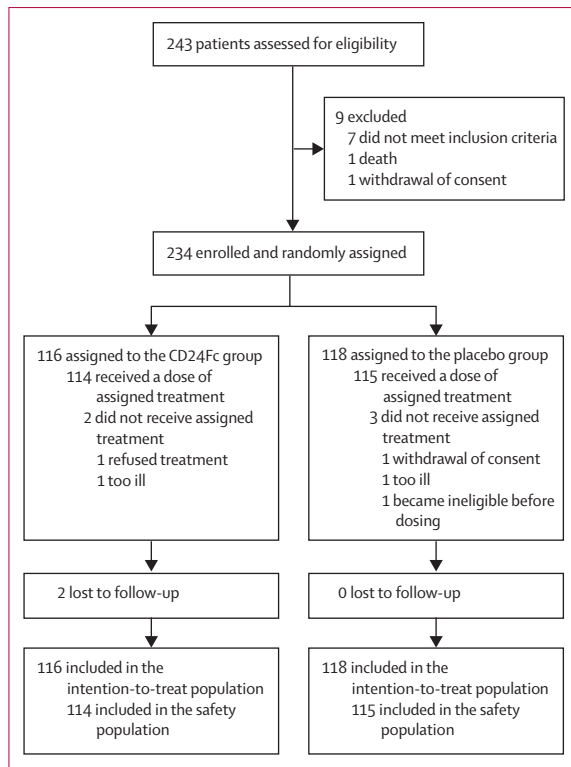 243 patients assessed for eligibility
9 excluded
7 did not meet inclusion criteria
1 death
1 withdrawal of consent
234 enrolled and randomly assigned
116 assigned to the CD24Fc group
114 received a dose of
assigned treatment
2 did not receive assigned
treatment
1 refused treatment
1 too ill
118 assigned to the placebo group
115 received a dose of
assigned treatment
3 did not receive assigned
treatment
1 withdrawal of consent
1 too ill
1 became ineligible before
dosing
2 lost to follow-up
0 lost to follow-up
116 included in the
intention-to-treat population
114 included in the safety
population
118 included in the
intention-to-treat population
115 included in the safety
population